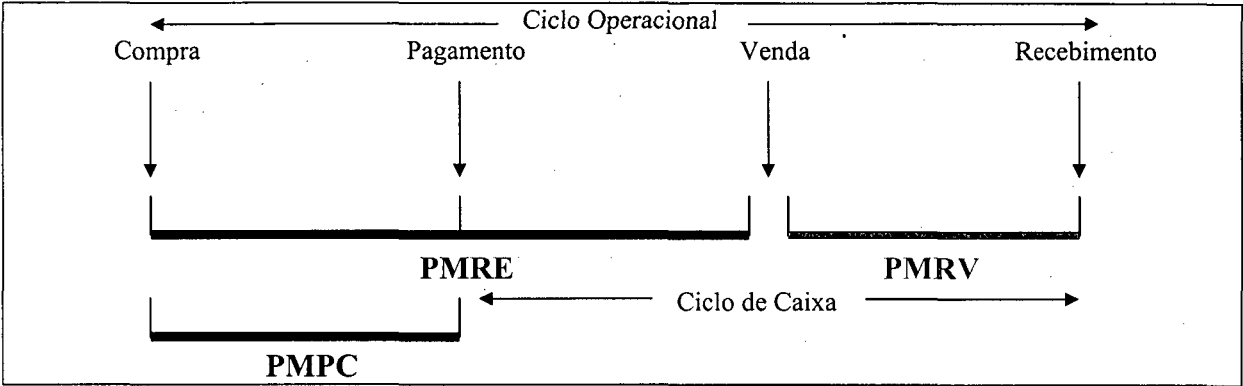 Ciclo Operacional
Compra Pagamento Venda Recebimento
PMRE PMRV
Ciclo de Caixa
PMPC